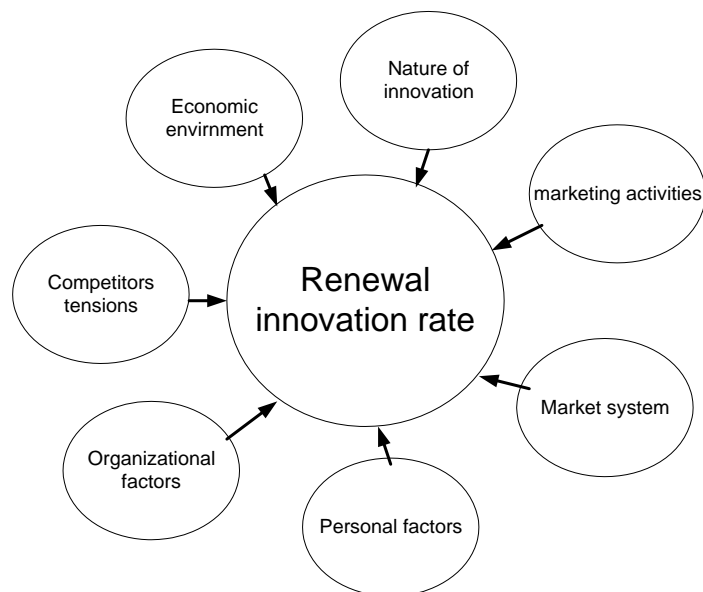 Nature of
innovation
Economic
envirnment
marketing activities
Renewal
innovation rate
Competitors
tensions
Market system
Organizational
factors
Personal factors